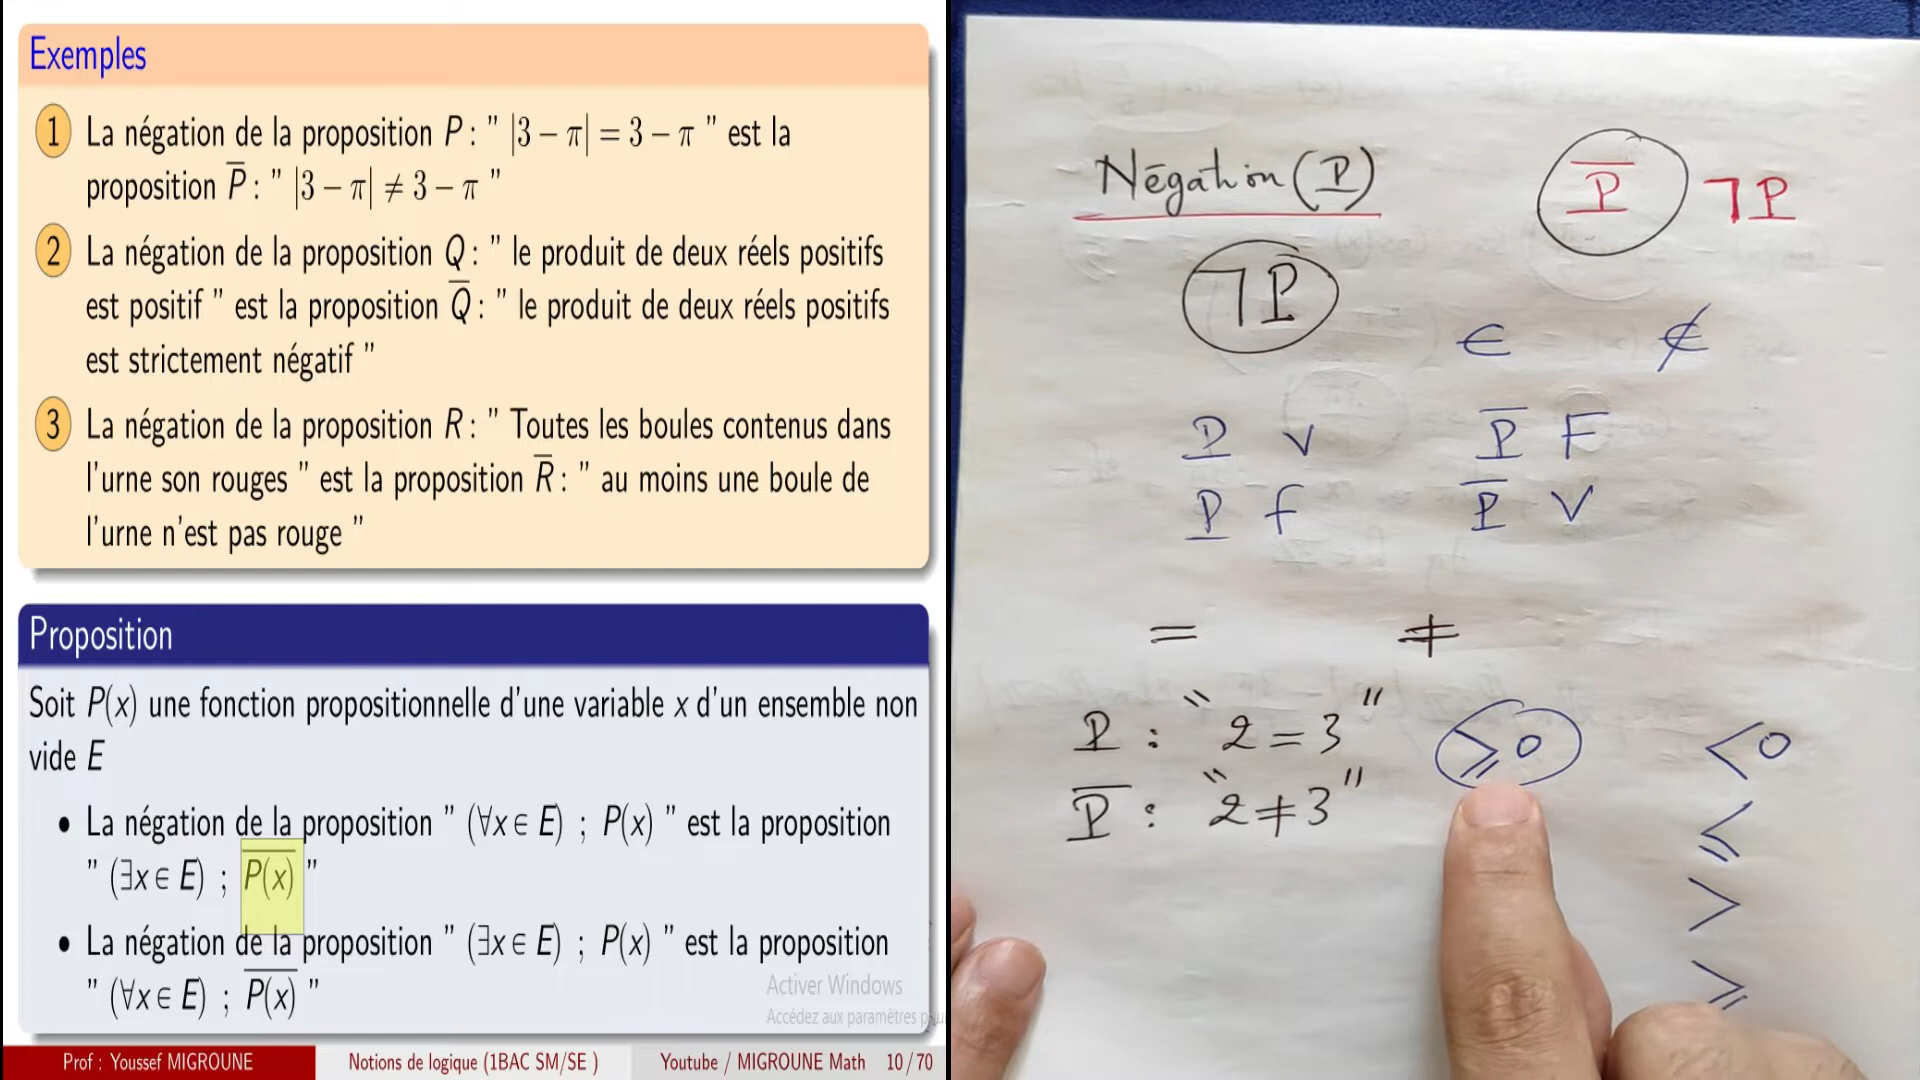 Exemples
1 La négation de la proposition P : " |3 − π| = 3 − π " est la
proposition P̅ : " |3 − π| ≠ 3 − π "
2 La négation de la proposition Q : " le produit de deux réels positifs
est positif " est la proposition Q̅ : " le produit de deux réels positifs
est strictement négatif "
3 La négation de la proposition R : " Toutes les boules contenus dans
l'urne son rouges " est la proposition R̅ : " au moins une boule de
l'urne n'est pas rouge "
Proposition
Soit P(x) une fonction propositionnelle d'une variable x d'un ensemble non
vide E
• La négation de la proposition " (∀x ∈ E) ; P(x) " est la proposition
" (∃x ∈ E) ; P̅(̅x̅)̅ "
• La négation de la proposition " (∃x ∈ E) ; P(x) " est la proposition
" (∀x ∈ E) ; P̅(̅x̅)̅ "
Activer Windows
Accédez aux paramètres pour
Prof : Youssef MIGROUNE Notions de logique (1BAC SM/SE ) Youtube / MIGROUNE Math 10/70
Négation (P) P̅ ¬P
¬P
∈ ∉
P V P̅ F
P f P̅ V
= ≠
P : " 2 = 3 " ⩾ 0 < 0
P̅ : " 2 ≠ 3 " ⩽
>
⩾